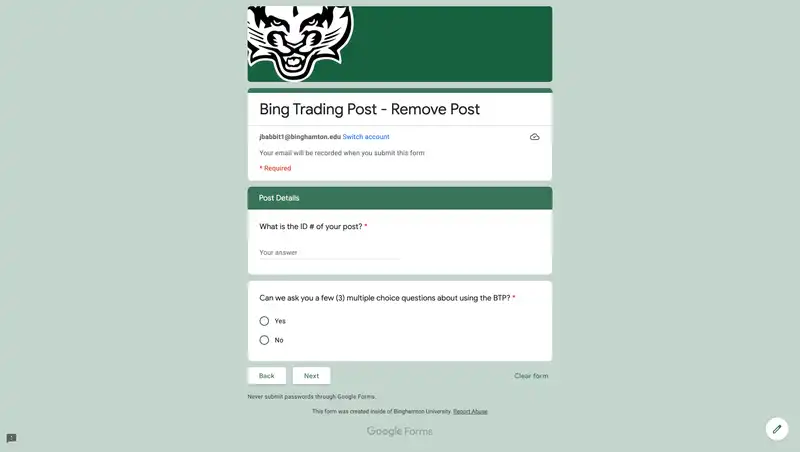 Bing Trading Post - Remove Post
jbabbit1@binghamton.edu Switch account
Your email will be recorded when you submit this form
* Required
Post Details
What is the ID # of your post? *
Your answer
Can we ask you a few (3) multiple choice questions about using the BTP? *
Yes
No
Back Next Clear form
Never submit passwords through Google Forms.
This form was created inside of Binghamton University. Report Abuse
Google Forms